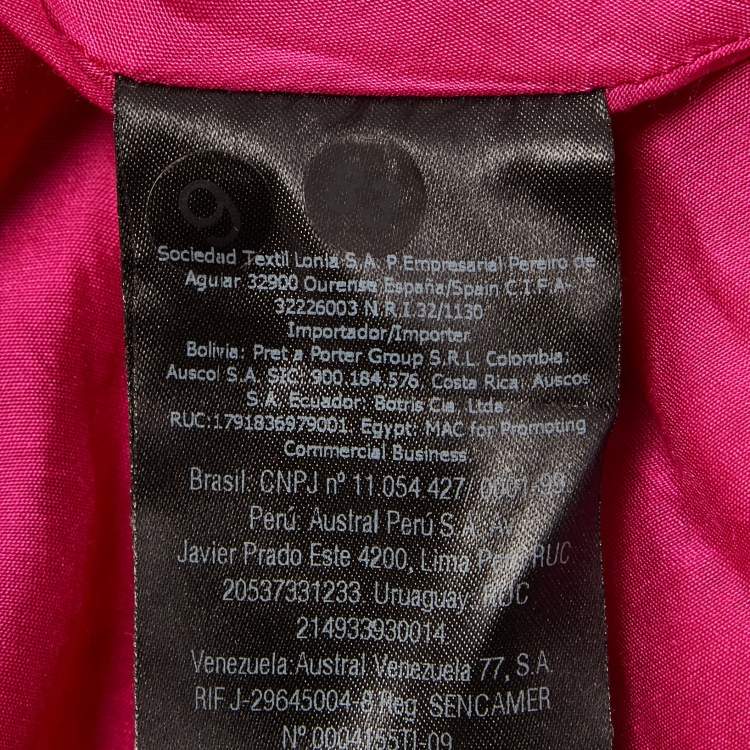 9
Sociedad Textil Lonia S.A. P. Empresarial Pereiro de
Aguiar 32900 Ourense España/Spain C.I.F A-
32226003 N.R.I.32/1130
Importador/Importer
Bolivia: Pret a Porter Group S.R.L. Colombia:
Auscol S.A. SIC. 900.184.576. Costa Rica: Auscos
S.A. Ecuador: Botris Cia. Ltda.
RUC:1791836979001. Egypt: MAC for Promoting
Commercial Business.
Brasil: CNPJ nº 11.054.427
Perú: Austral Perú S.A.
Javier Prado Este 4200, Lima RUC
20537331233. Uruaguay.
214933930014
Venezuela:Austral Venezuela 77, S.A.
RIF J-29645004-8 Reg. SENCAMER